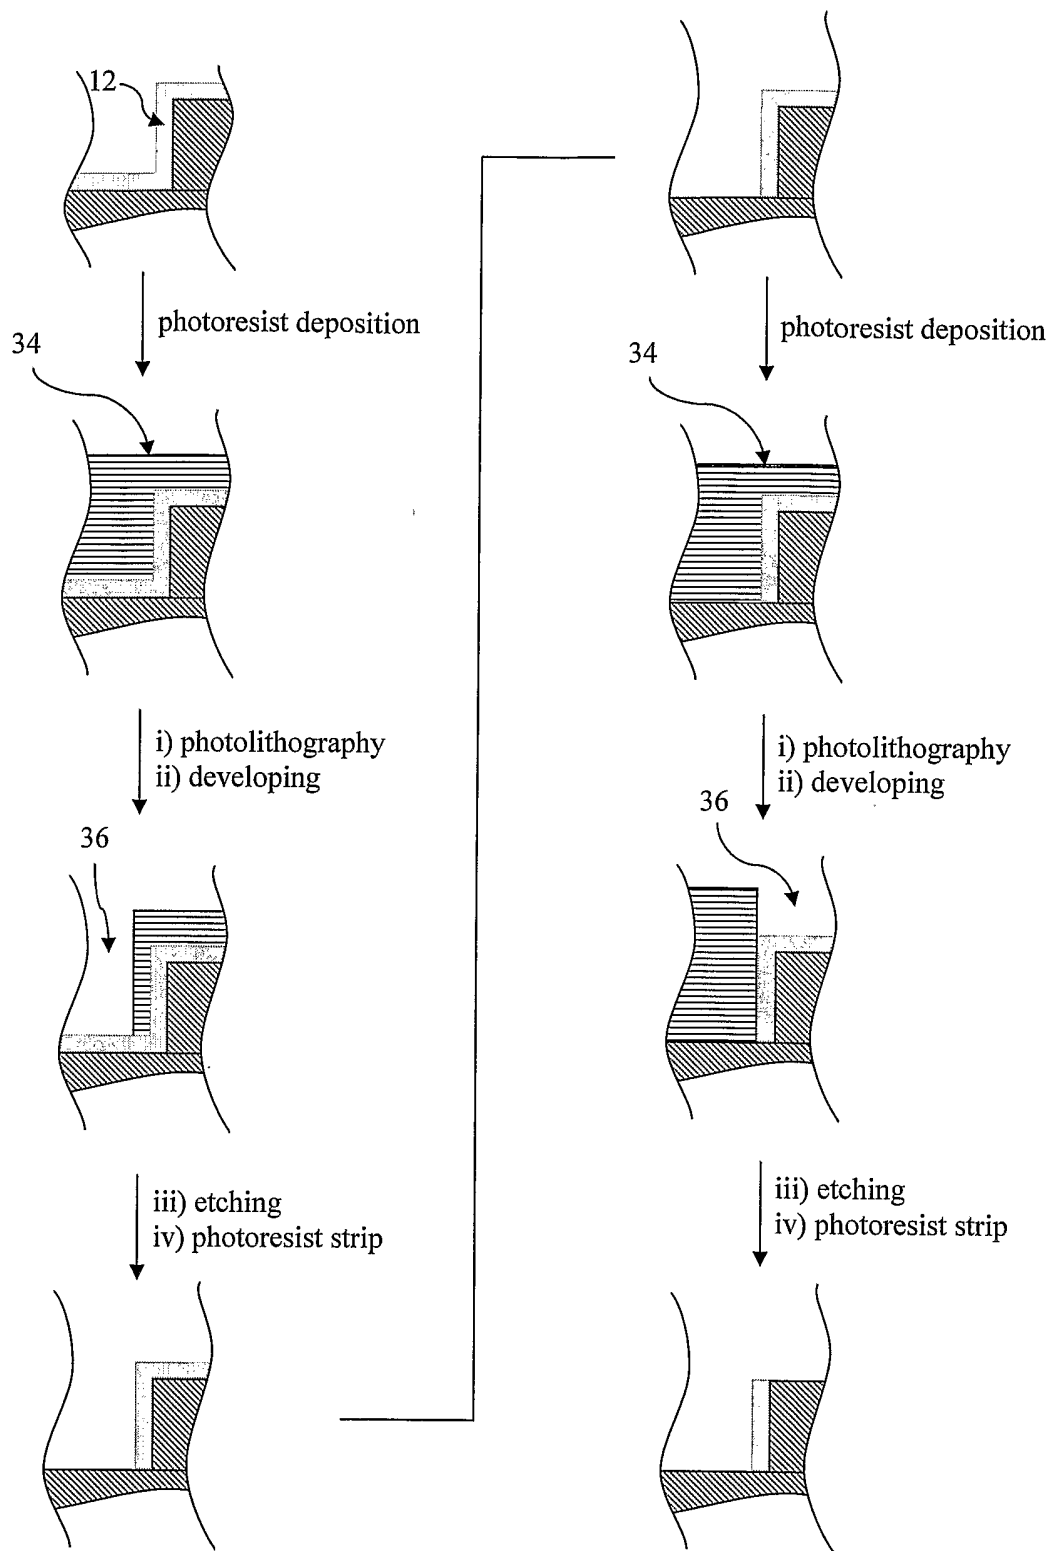 12
photoresist deposition
34
i) photolithography
ii) developing
36
iii) etching
iv) photoresist strip
photoresist deposition
34
i) photolithography
ii) developing
36
iii) etching
iv) photoresist strip